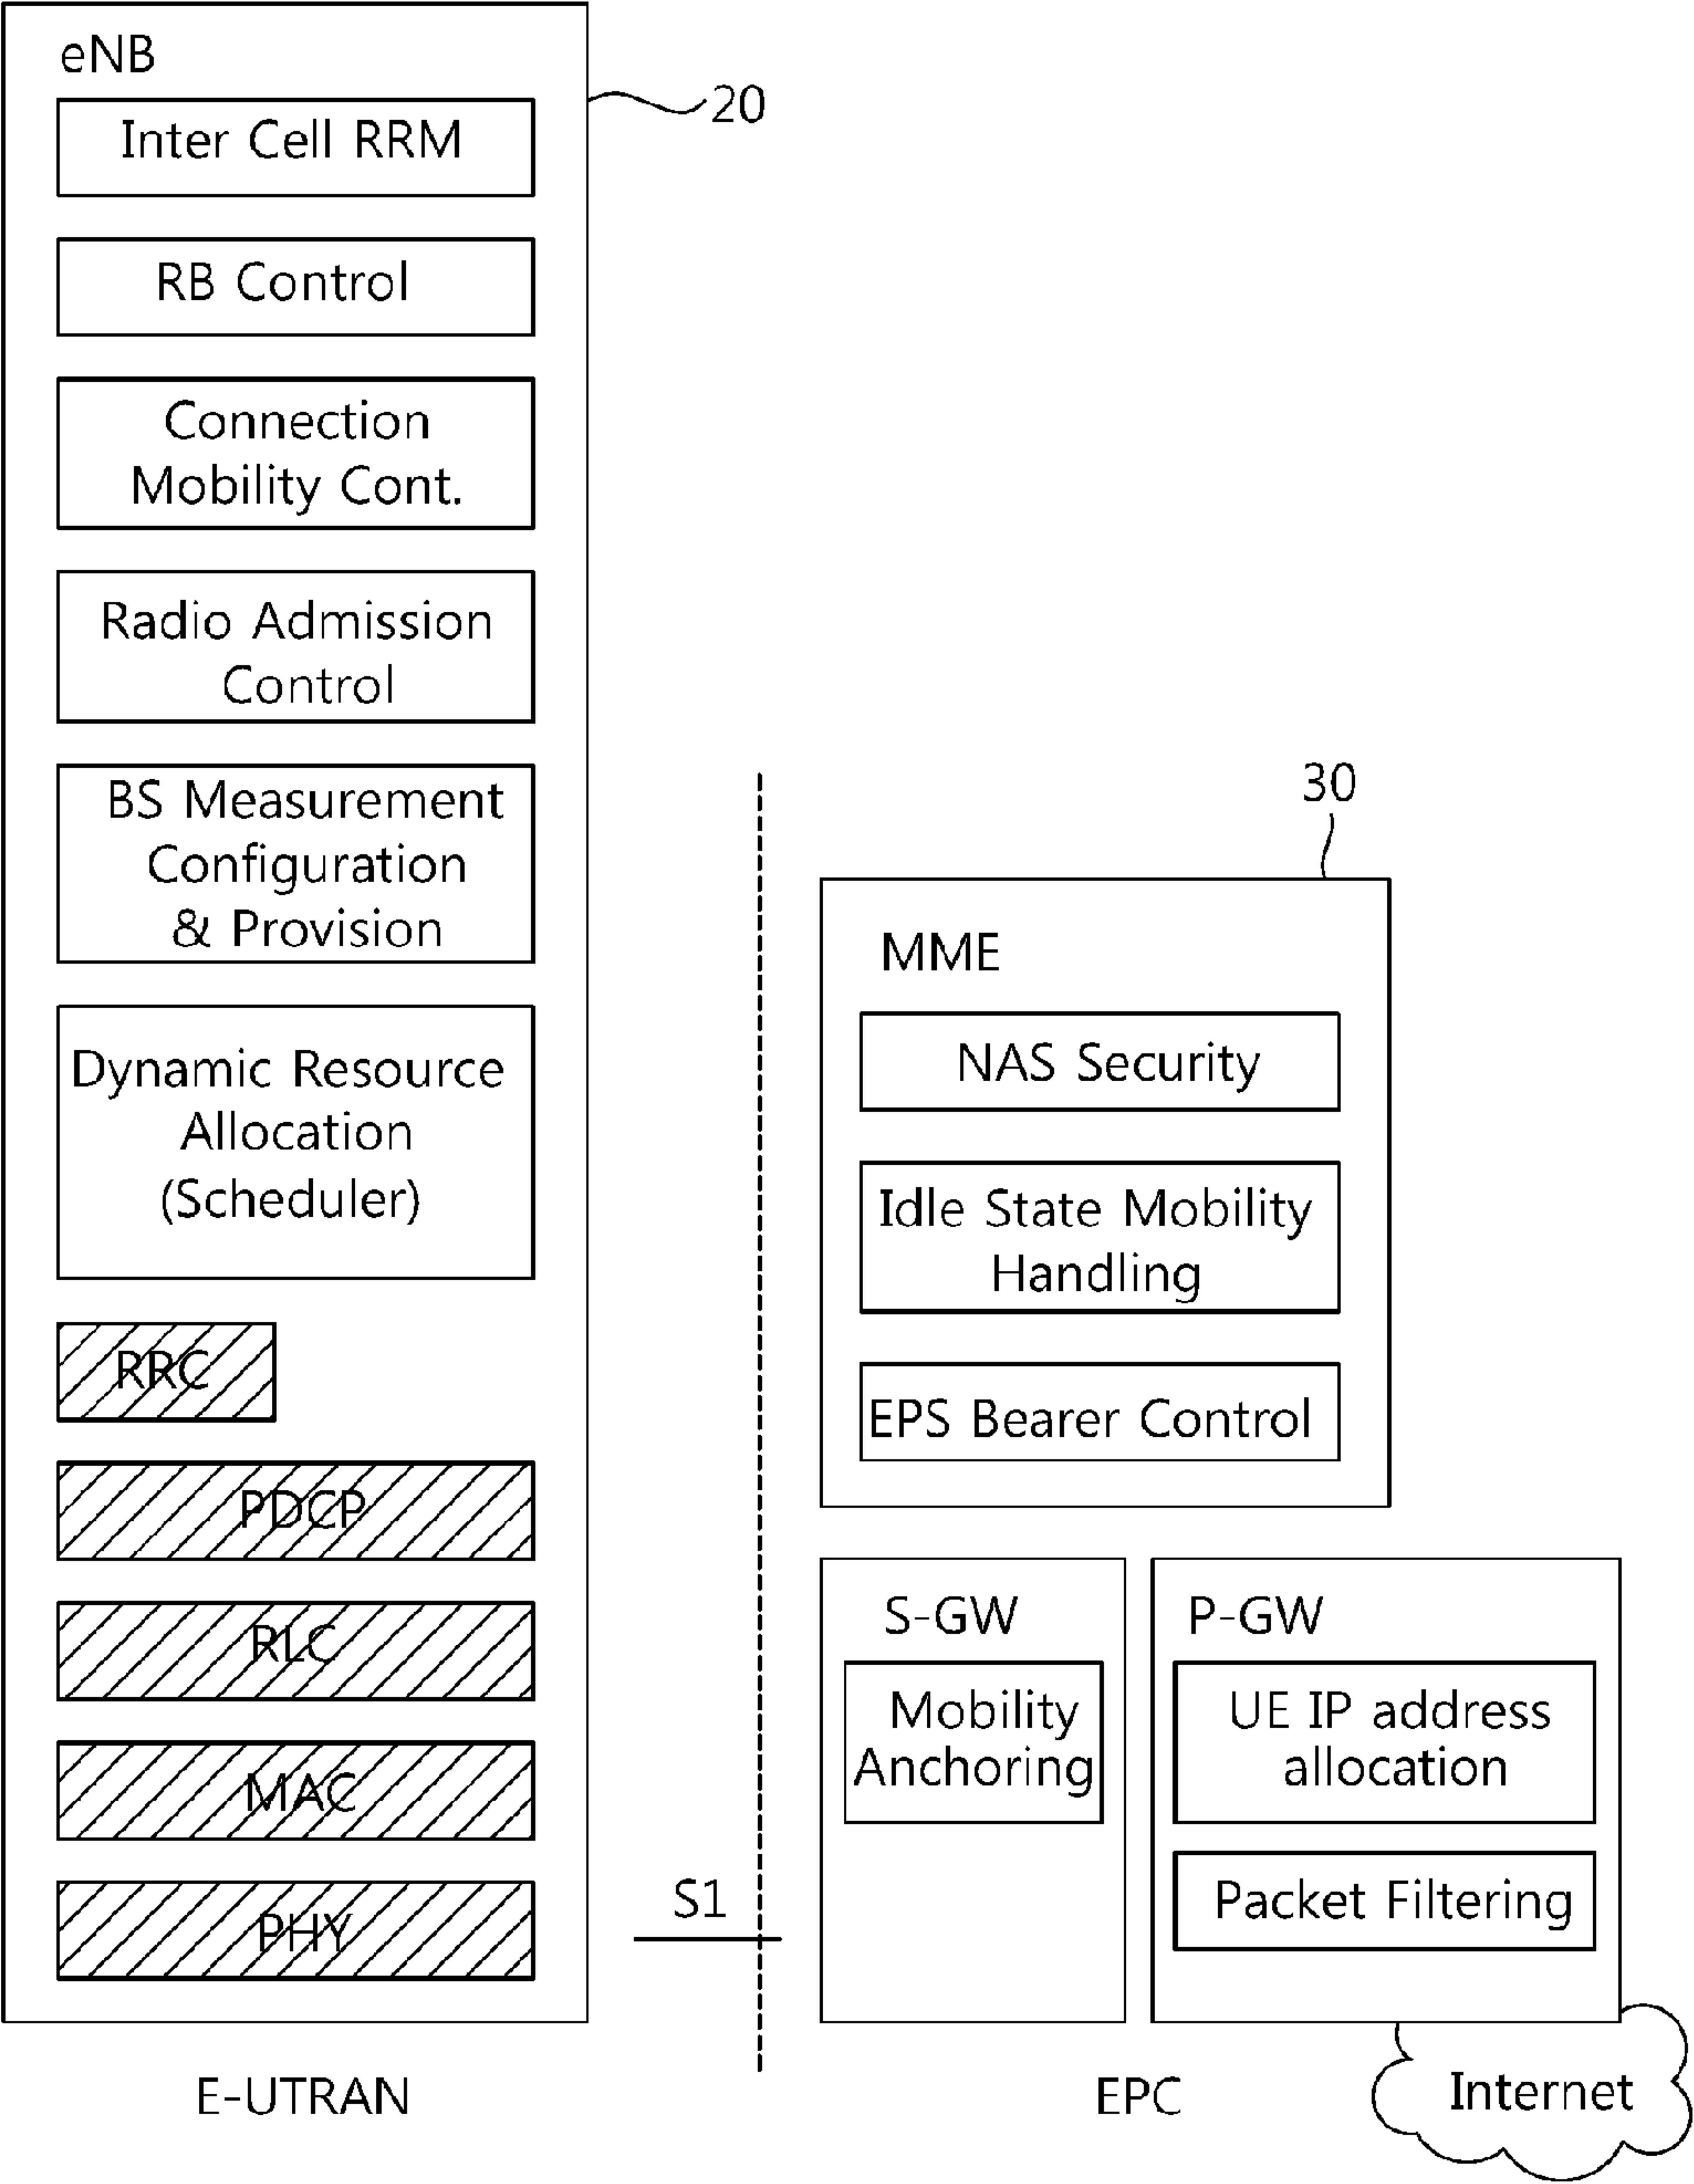 eNB
20
Inter Cell RRM
RB Control
Connection
Mobility Cont.
Radio Admission
Control
BS Measurement
Configuration
& Provision
Dynamic Resource
Allocation
(Scheduler)
RRC
PDCP
RLC
MAC
PHY
S1
E-UTRAN
30
MME
NAS Security
Idle State Mobility
Handling
EPS Bearer Control
S-GW
Mobility
Anchoring
P-GW
UE IP address
allocation
Packet Filtering
EPC
Internet